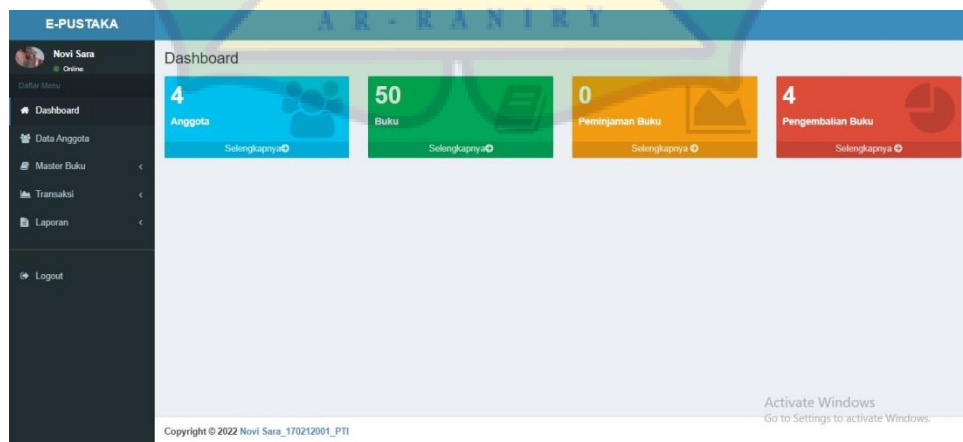 AR-RANIRY
E-PUSTAKA
Novi Sara
Online
Daftar Menu
Dashboard
Data Anggota
Master Buku
Transaksi
Laporan
Logout
Dashboard
4
Anggota
Selengkapnya
50
Buku
Selengkapnya
0
Peminjaman Buku
Selengkapnya
4
Pengembalian Buku
Selengkapnya
Activate Windows
Go to Settings to activate Windows.
Copyright © 2022 Novi Sara_170212001_PTI